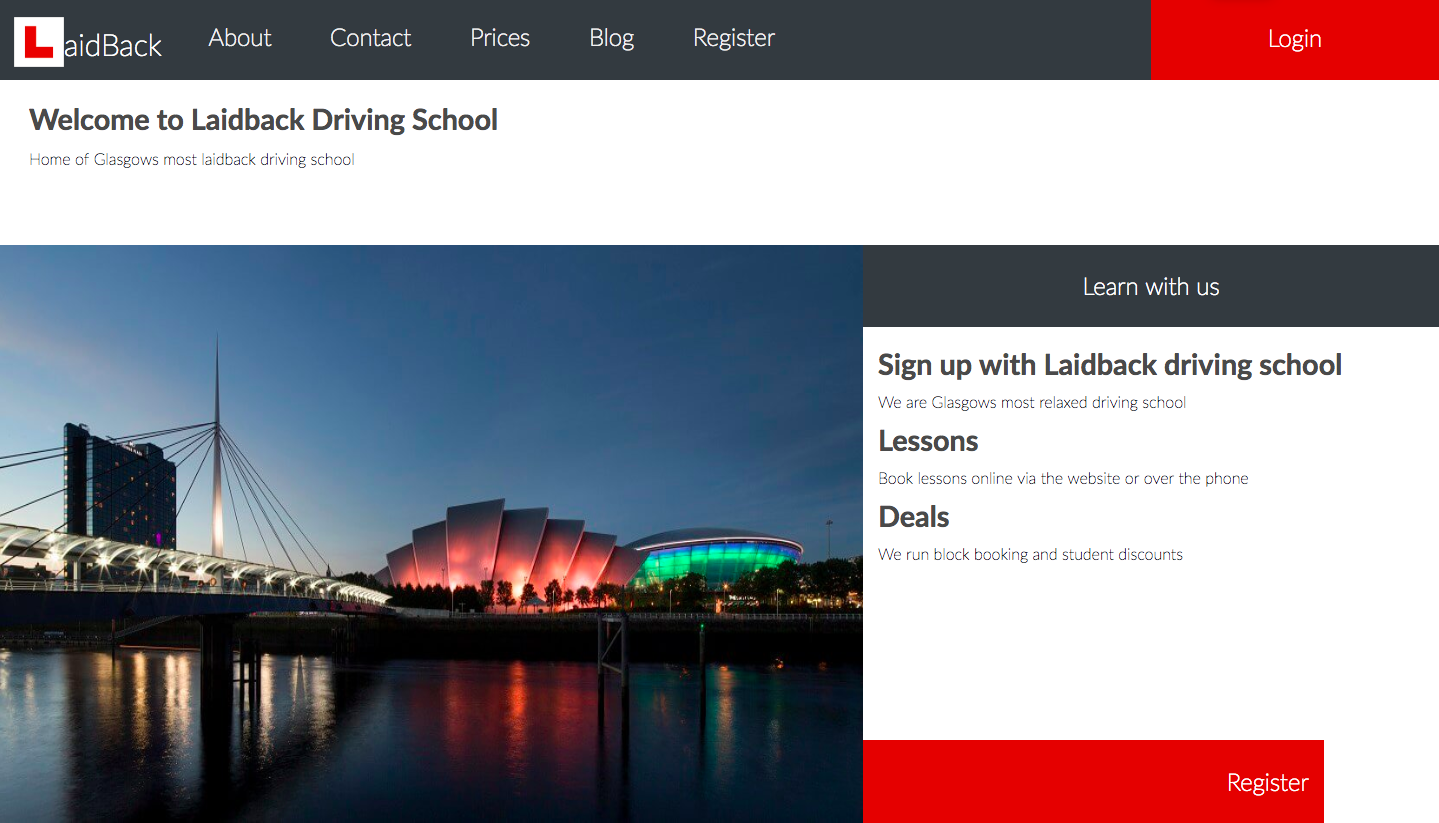 LaidBack
About
Contact
Prices
Blog
Register
Login
Welcome to Laidback Driving School
Home of Glasgows most laidback driving school
Learn with us
Sign up with Laidback driving school
We are Glasgows most relaxed driving school
Lessons
Book lessons online via the website or over the phone
Deals
We run block booking and student discounts
Register